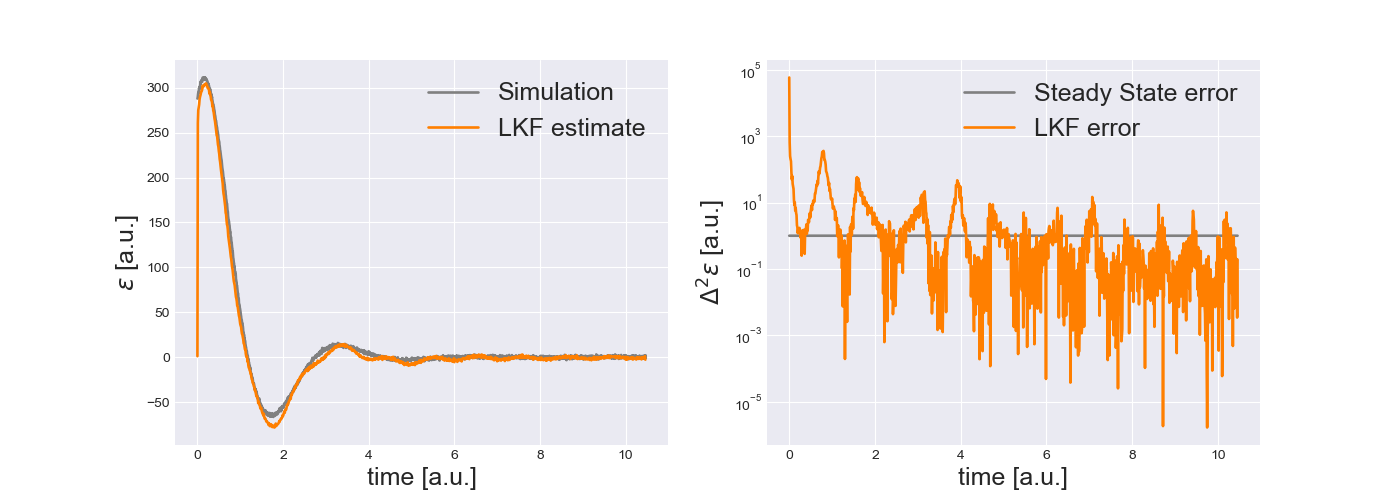 Simulation
LKF estimate
300
250
200
150
100
50
0
−50
ε [a.u.]
0 2 4 6 8 10
time [a.u.]
Steady State error
LKF error
10^5
10^3
10^1
10^−1
10^−3
10^−5
Δ^2 ε [a.u.]
0 2 4 6 8 10
time [a.u.]